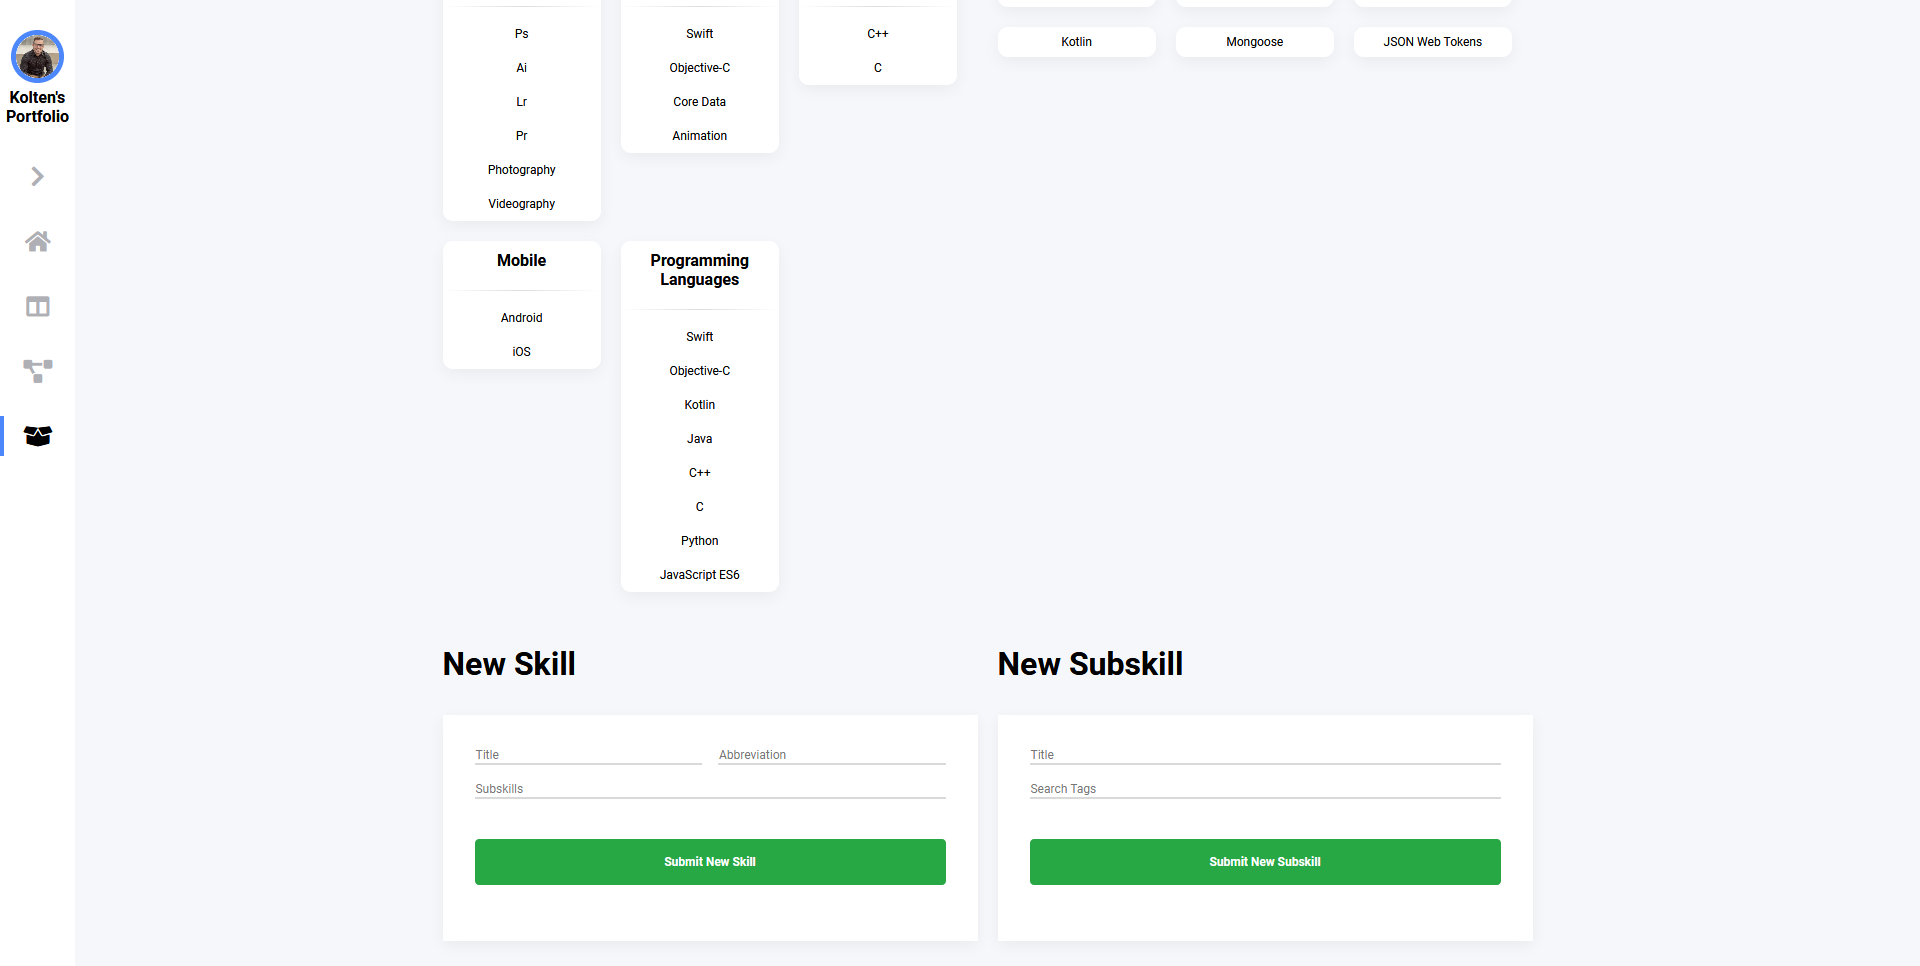 Kolten's
Portfolio
Ps
Ai
Lr
Pr
Photography
Videography
Swift
Objective-C
Core Data
Animation
C++
C
Kotlin
Mongoose
JSON Web Tokens
Mobile
Android
iOS
Programming
Languages
Swift
Objective-C
Kotlin
Java
C++
C
Python
JavaScript ES6
New Skill
Title
Abbreviation
Subskills
Submit New Skill
New Subskill
Title
Search Tags
Submit New Subskill